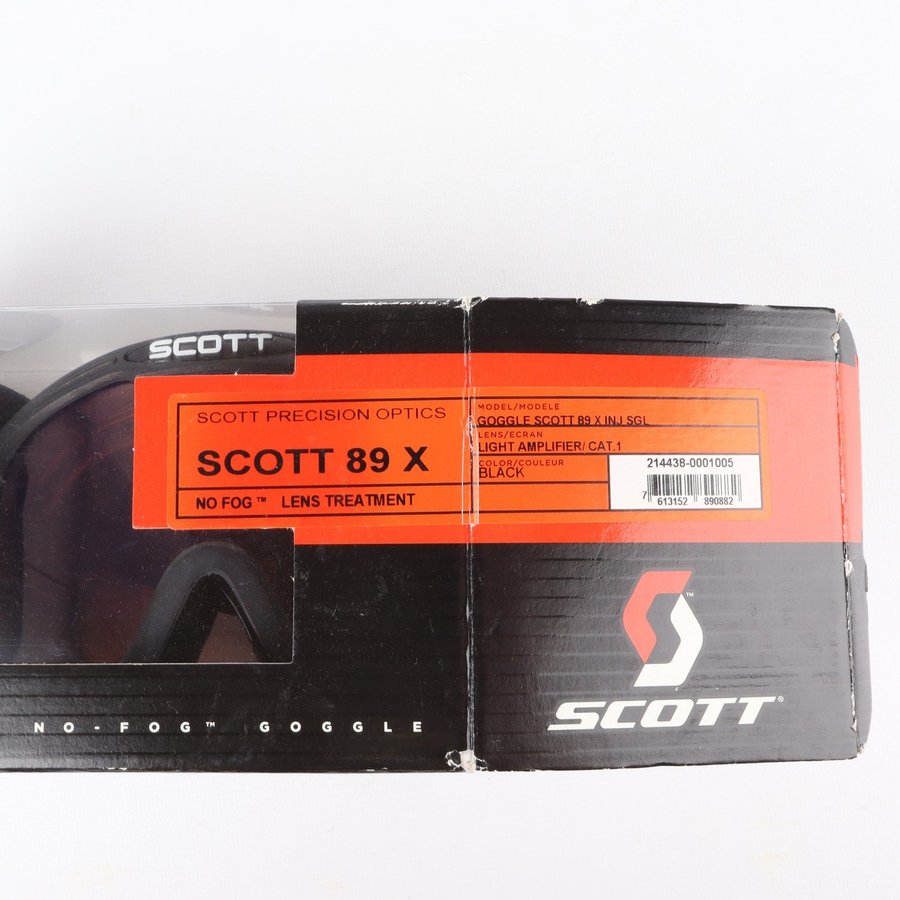 SCOTT
SCOTT PRECISION OPTICS
SCOTT 89 X
NO FOG™ LENS TREATMENT
MODEL/MODELE
GOGGLE SCOTT 89 X INJ SGL
LENS/ECRAN
LIGHT AMPLIFIER/ CAT.1
COLOR/COULEUR
BLACK
214438-0001005
7 613152 890882
NO-FOG™ GOGGLE
™
SCOTT®